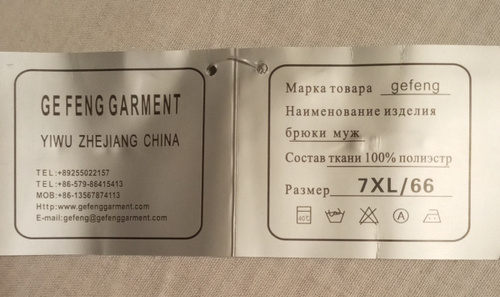 GE FENG GARMENT
YIWU ZHEJIANG CHINA
TEL:+89255022157
TEL:+86-579-86415413
MOB:+86-13567874113
Http:www.gefenggarment.com
E-mail:gefeng@gefenggarment.com
Марка товара gefeng
Наименование изделия
брюки муж
Состав ткани 100% полиэстр
Размер 7XL/66
40℃
A